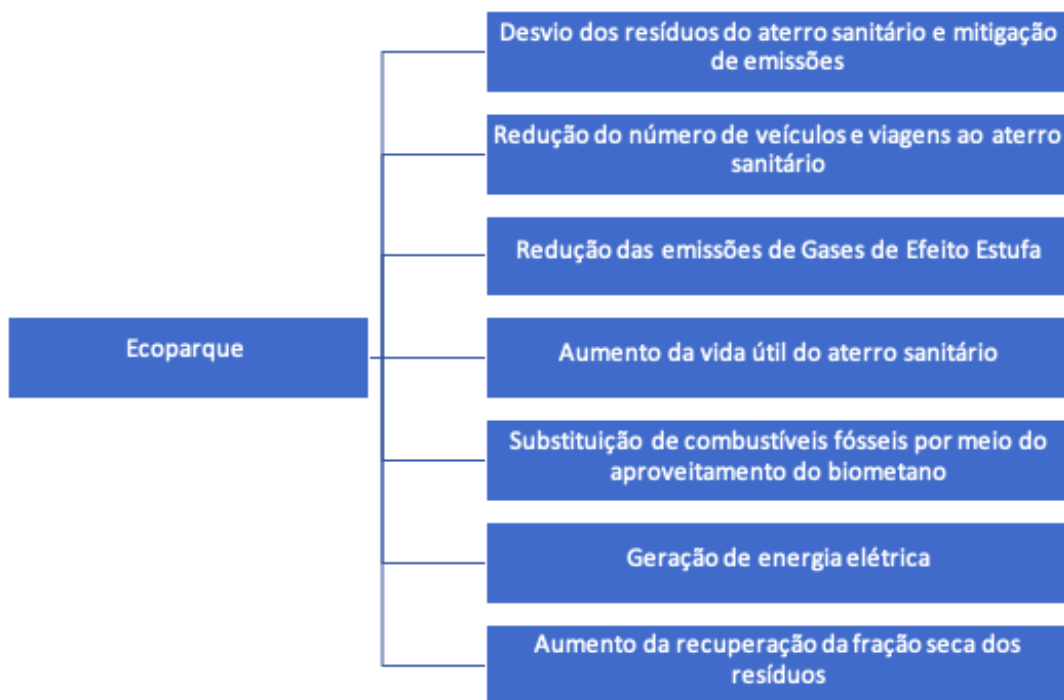 Desvio dos resíduos do aterro sanitário e mitigação
de emissões
Redução do número de veículos e viagens ao aterro
sanitário
Redução das emissões de Gases de Efeito Estufa
Ecoparque
Aumento da vida útil do aterro sanitário
Substituição de combustíveis fósseis por meio do
aproveitamento do biometano
Geração de energia elétrica
Aumento da recuperação da fração seca dos
resíduos